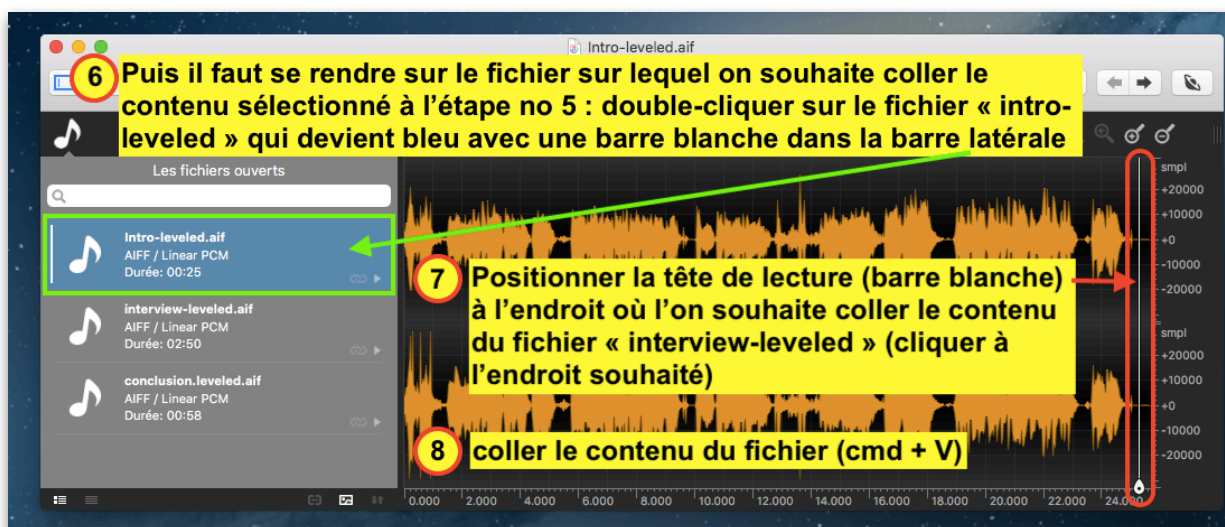 Intro-leveled.aif
6 Puis il faut se rendre sur le fichier sur lequel on souhaite coller le
contenu sélectionné à l'étape no 5 : double-cliquer sur le fichier « intro-
leveled » qui devient bleu avec une barre blanche dans la barre latérale
Les fichiers ouverts
Intro-leveled.aif
AIFF / Linear PCM
Durée: 00:25
interview-leveled.aif
AIFF / Linear PCM
Durée: 02:50
conclusion.leveled.aif
AIFF / Linear PCM
Durée: 00:58
7 Positionner la tête de lecture (barre blanche)
à l'endroit où l'on souhaite coller le contenu
du fichier « interview-leveled » (cliquer à
l'endroit souhaité)
8 coller le contenu du fichier (cmd + V)
smpl
+20000
+10000
+0
-10000
-20000
smpl
+20000
+10000
+0
-10000
-20000
0.000 2.000 4.000 6.000 8.000 10.000 12.000 14.000 16.000 18.000 20.000 22.000